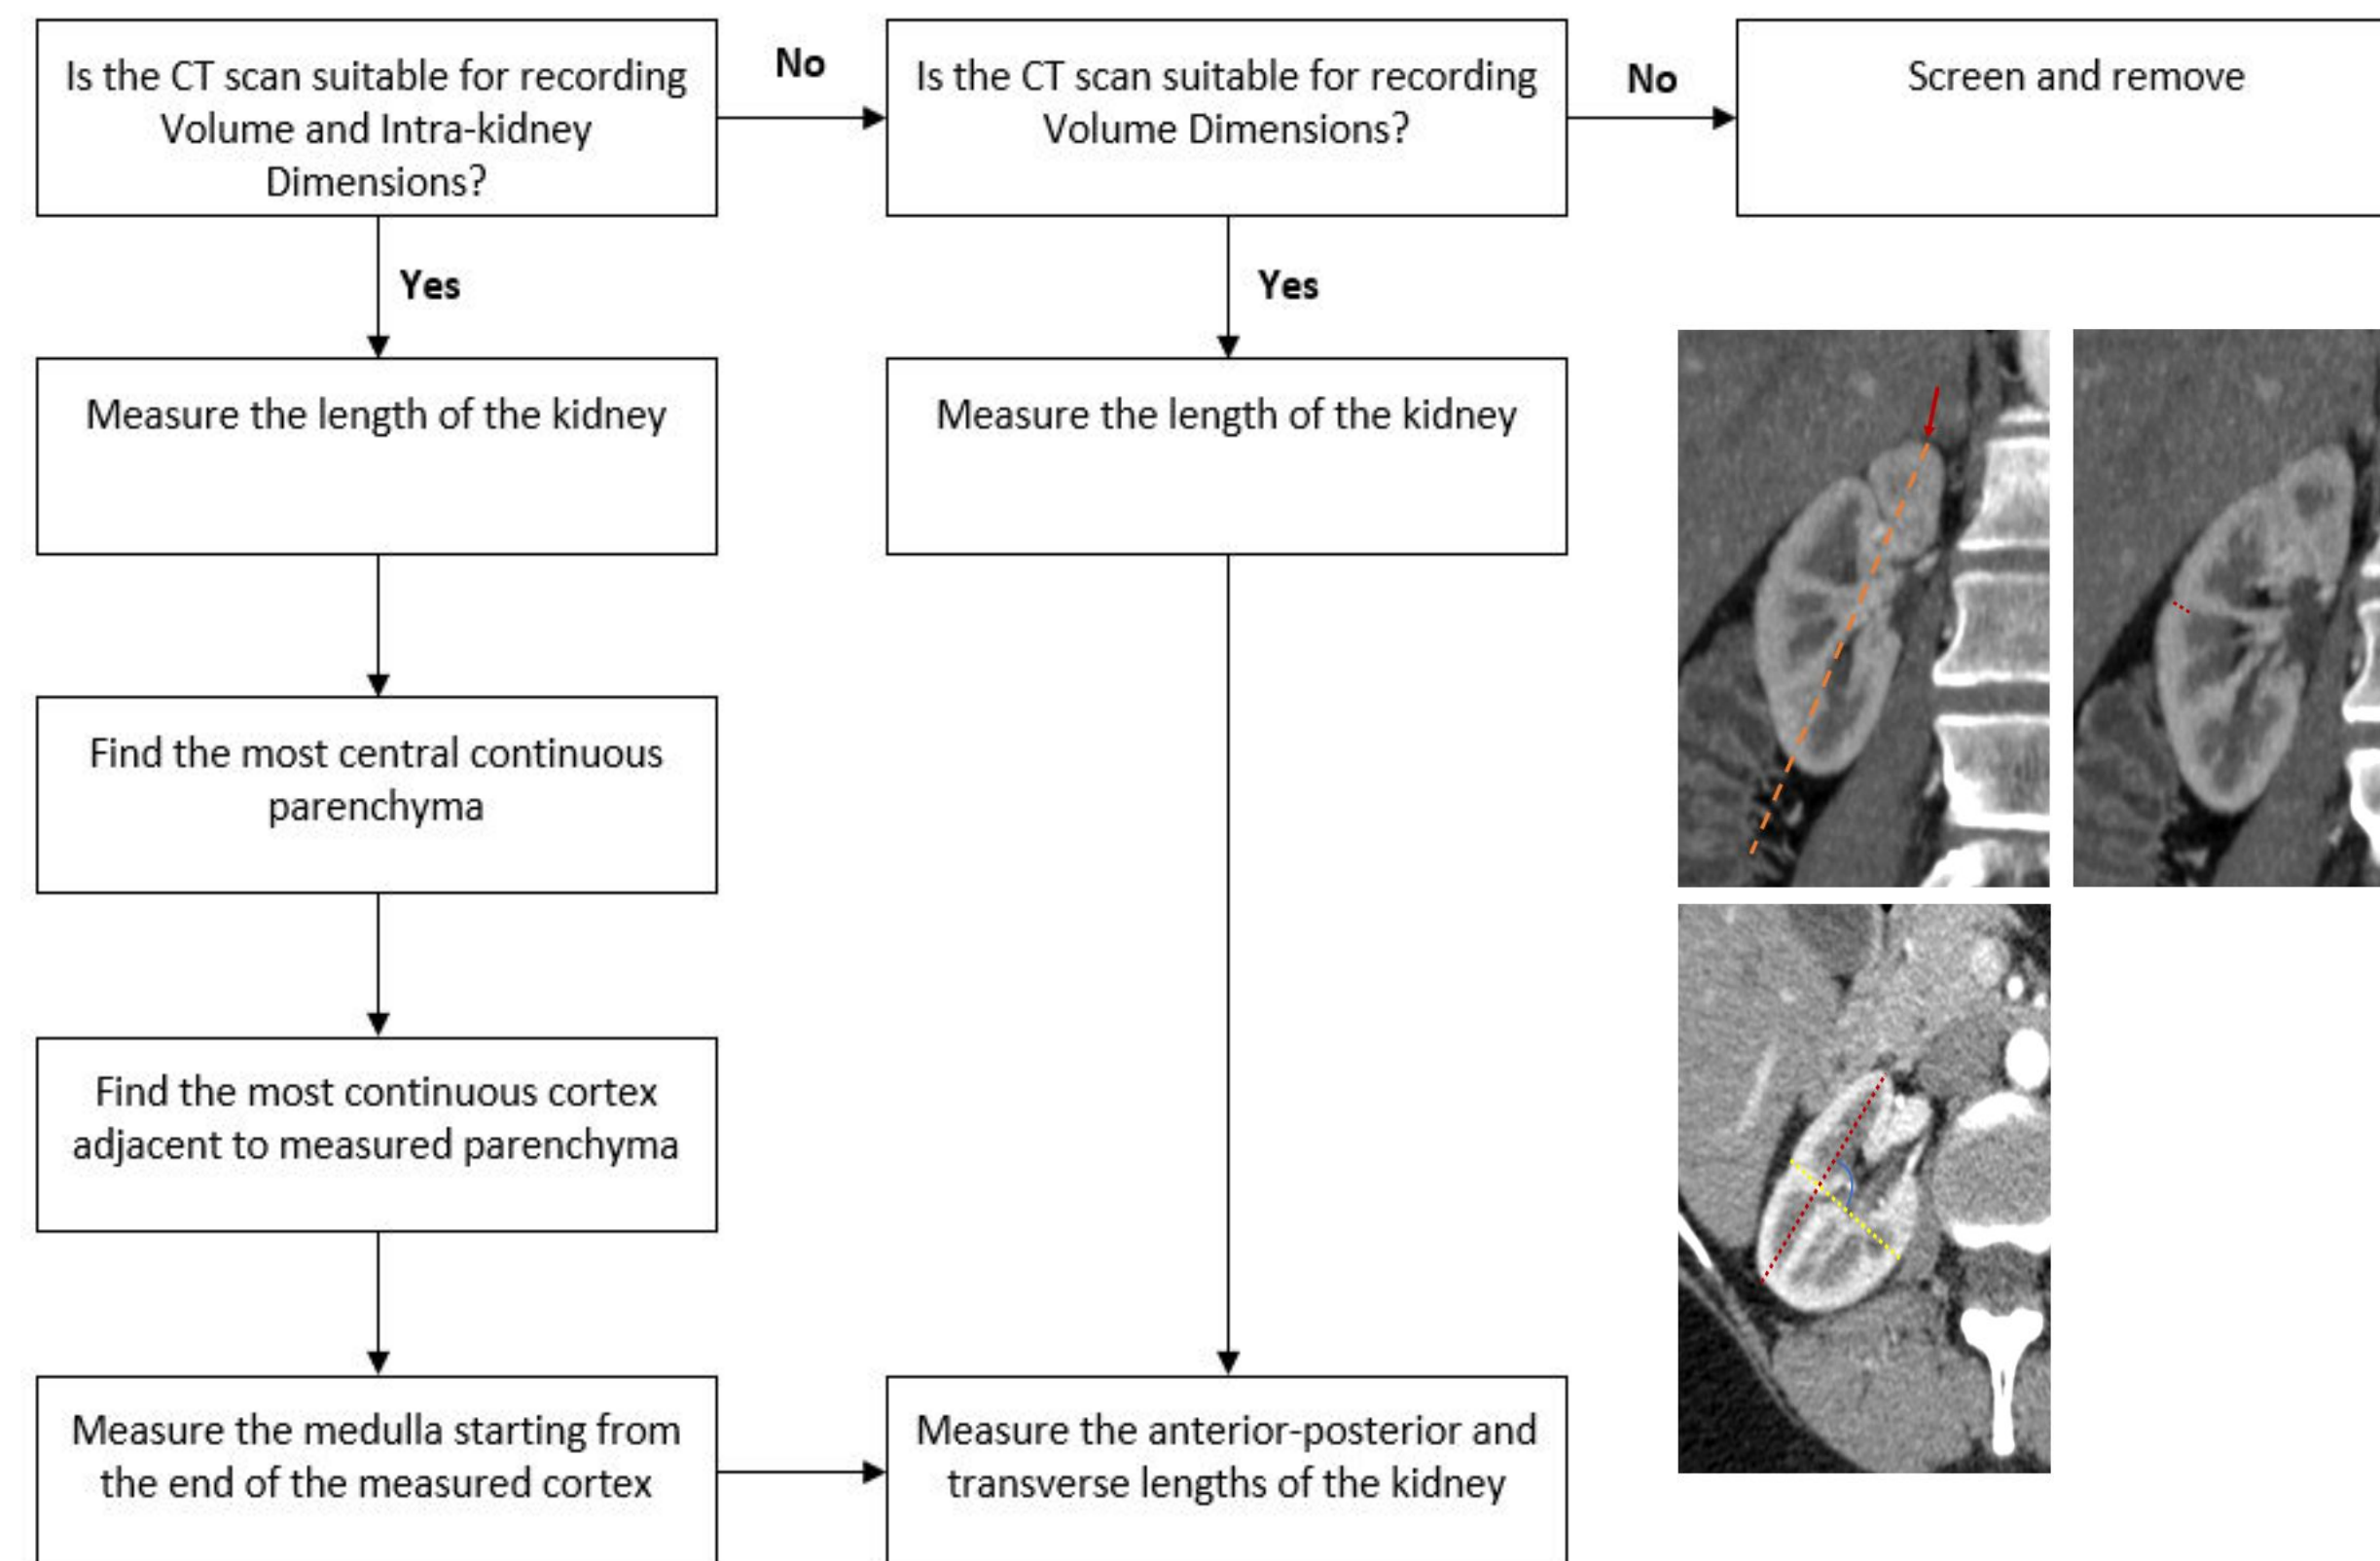 Is the CT scan suitable for recording
Volume and Intra-kidney
Dimensions?
No
Is the CT scan suitable for recording
Volume Dimensions?
No
Screen and remove
Yes
Yes
Measure the length of the kidney
Measure the length of the kidney
Find the most central continuous
parenchyma
Find the most continuous cortex
adjacent to measured parenchyma
Measure the medulla starting from
the end of the measured cortex
Measure the anterior-posterior and
transverse lengths of the kidney